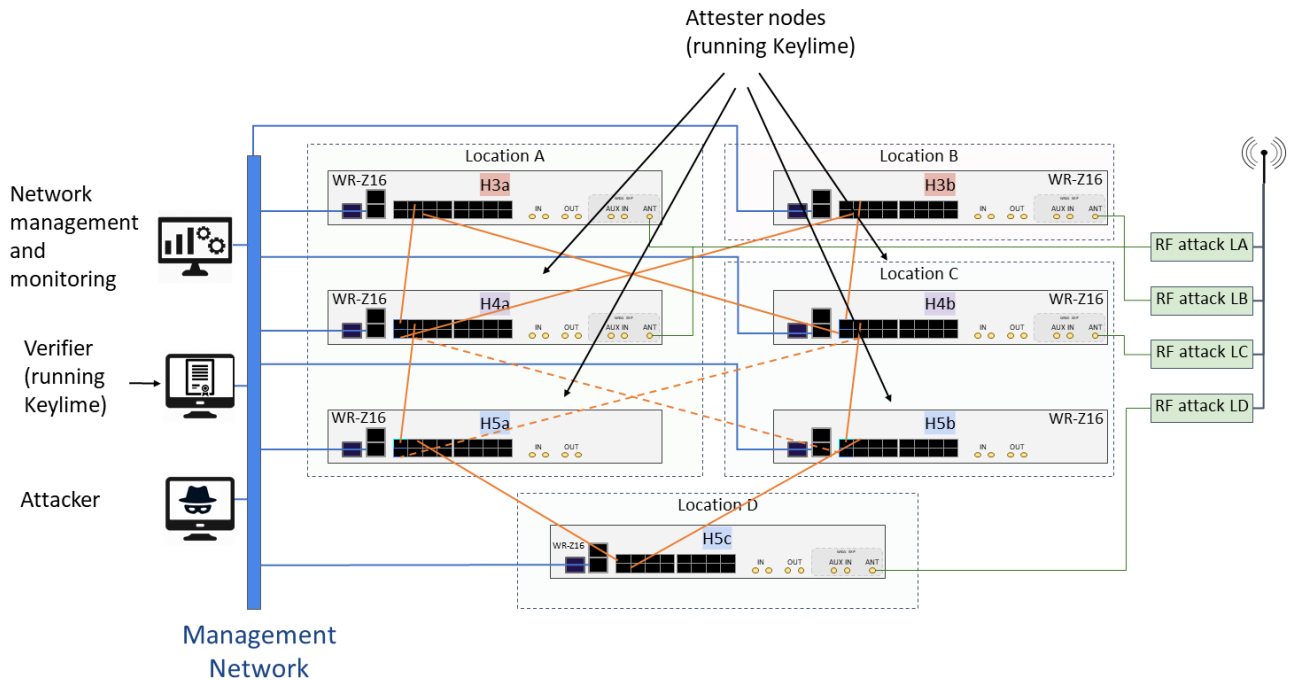 Attester nodes
(running Keylime)
Location A
Location B
WR-Z16
H3a
IN
OUT
AUX IN
ANT
H3b
WR-Z16
IN
OUT
AUX IN
ANT
Network
management
and
monitoring
RF attack LA
Location C
WR-Z16
H4a
IN
OUT
AUX IN
ANT
H4b
WR-Z16
IN
OUT
AUX IN
ANT
RF attack LB
Verifier
(running
Keylime)
RF attack LC
RF attack LD
WR-Z16
H5a
IN
OUT
H5b
WR-Z16
IN
OUT
Attacker
Location D
WR-Z16
H5c
IN
OUT
AUX IN
ANT
Management
Network